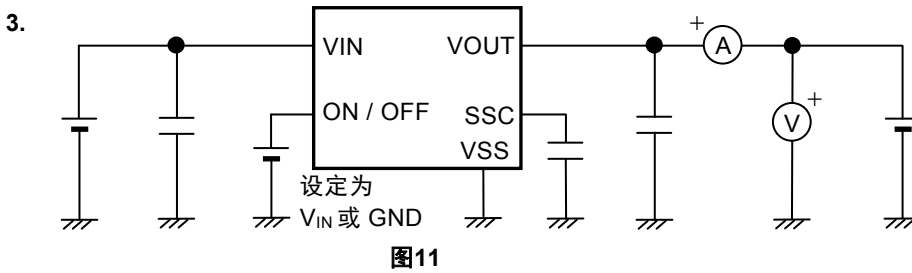 3.
VIN
VOUT
+
A
ON / OFF
SSC
V
+
VSS
设定为
VIN 或 GND
图11